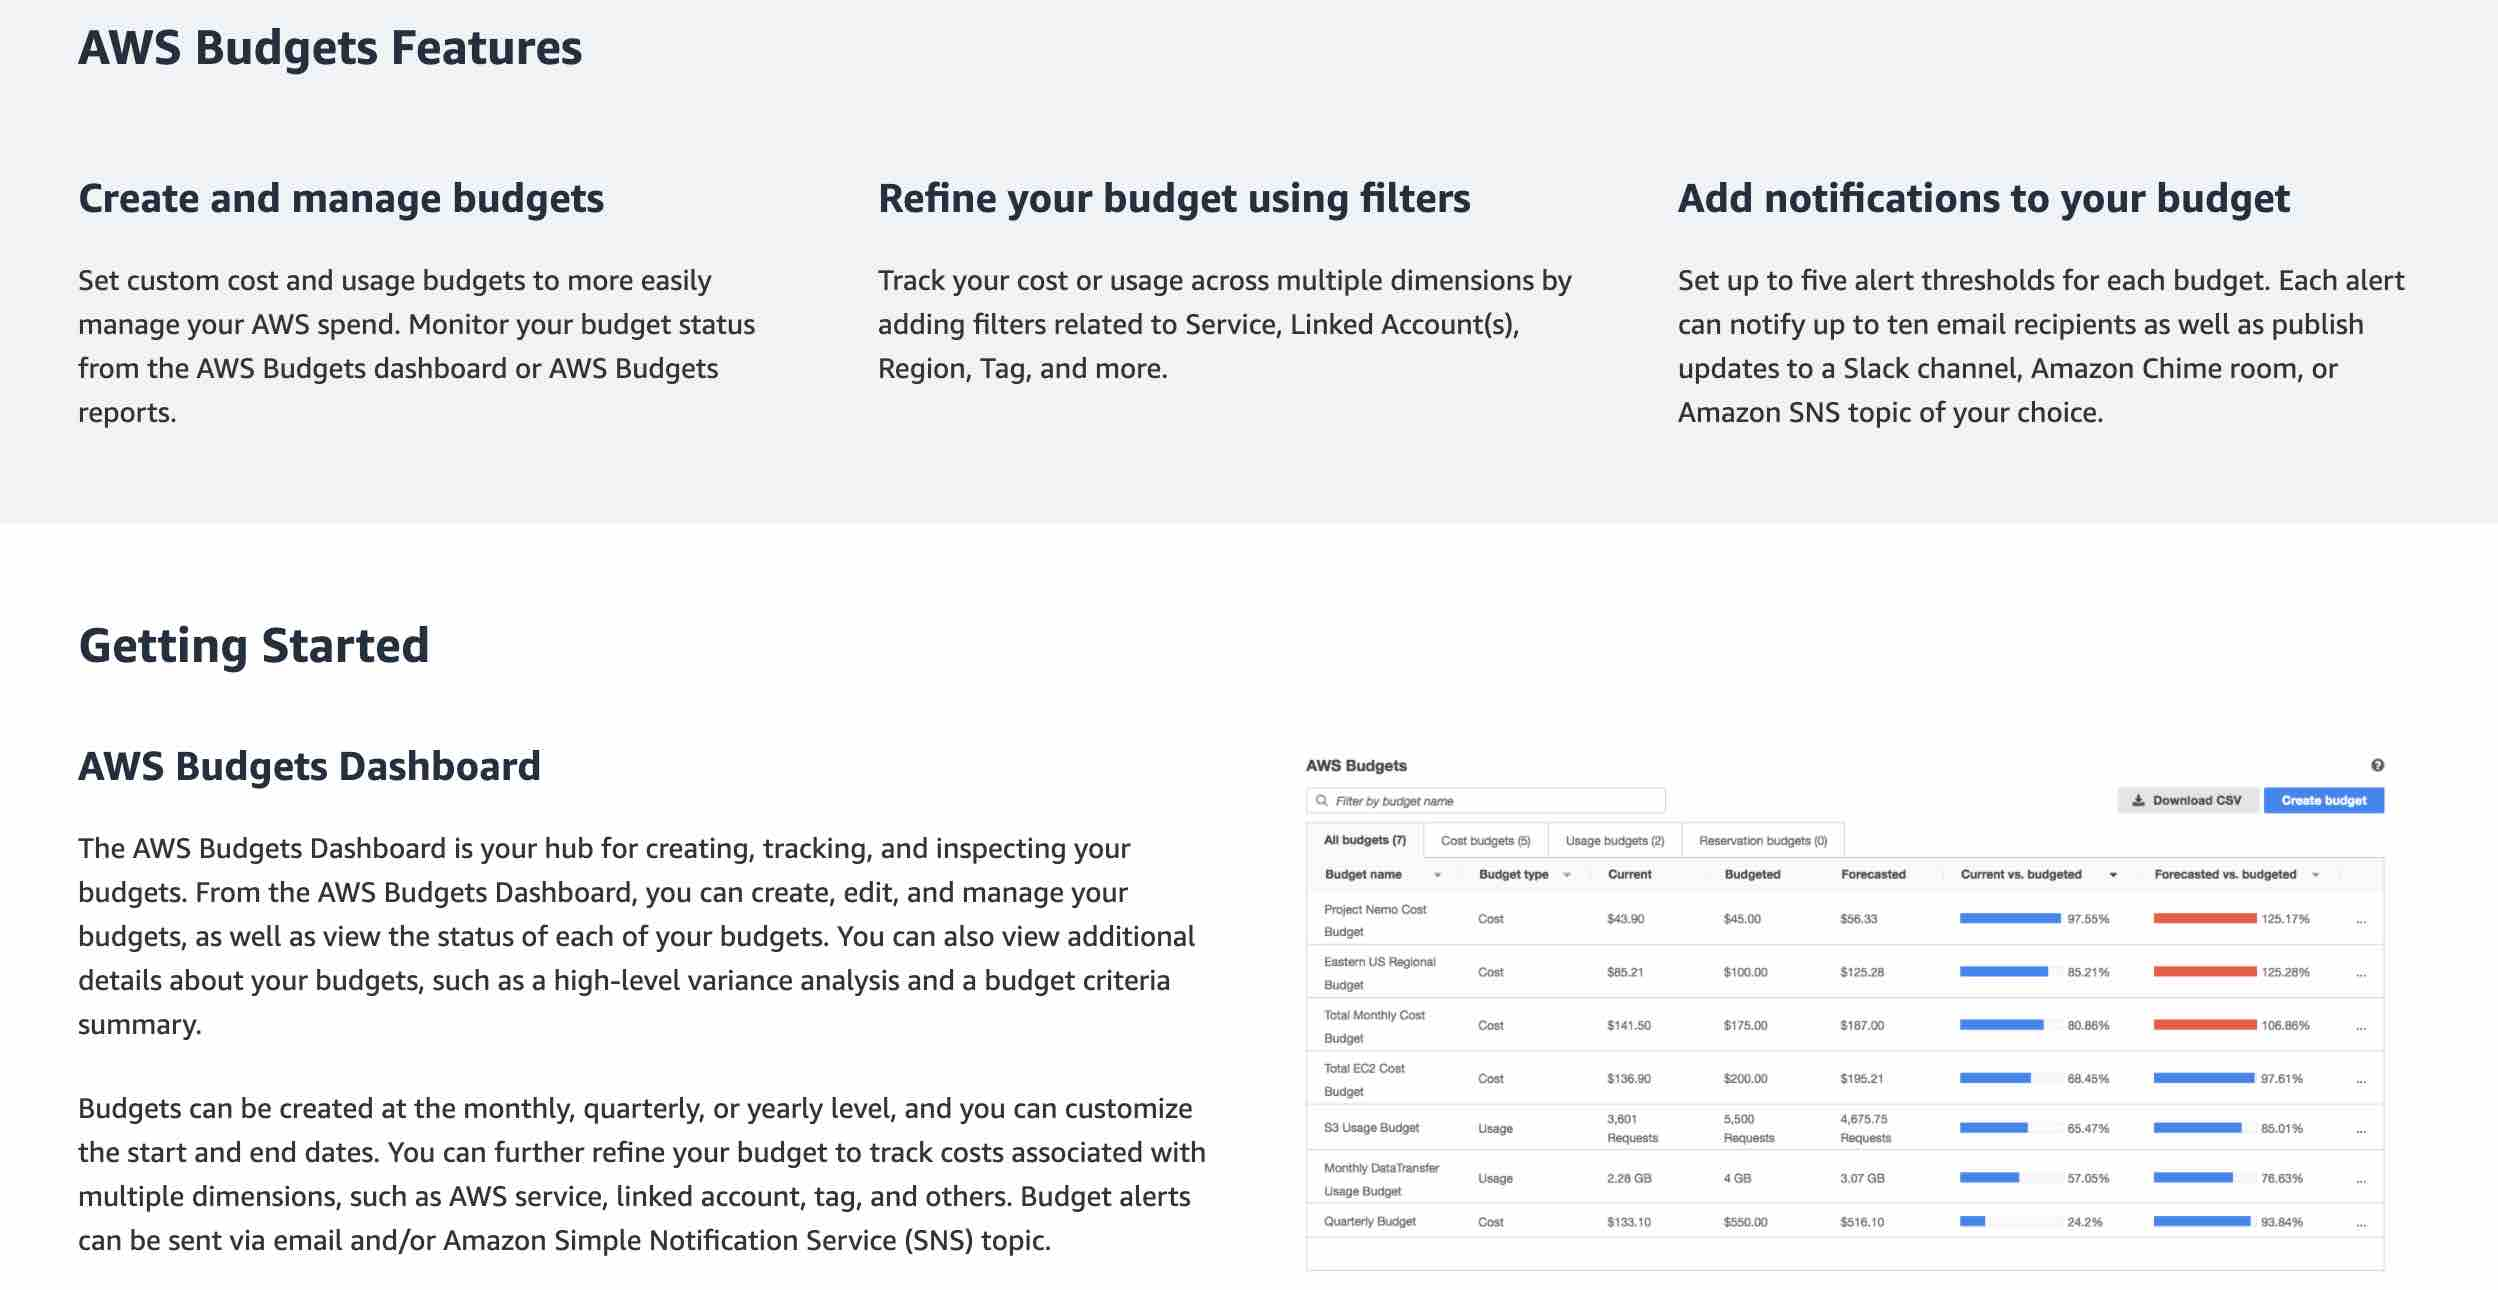 AWS Budgets Features
Create and manage budgets
Set custom cost and usage budgets to more easily
manage your AWS spend. Monitor your budget status
from the AWS Budgets dashboard or AWS Budgets
reports.
Refine your budget using filters
Track your cost or usage across multiple dimensions by
adding filters related to Service, Linked Account(s),
Region, Tag, and more.
Add notifications to your budget
Set up to five alert thresholds for each budget. Each alert
can notify up to ten email recipients as well as publish
updates to a Slack channel, Amazon Chime room, or
Amazon SNS topic of your choice.
Getting Started
AWS Budgets Dashboard
The AWS Budgets Dashboard is your hub for creating, tracking, and inspecting your
budgets. From the AWS Budgets Dashboard, you can create, edit, and manage your
budgets, as well as view the status of each of your budgets. You can also view additional
details about your budgets, such as a high-level variance analysis and a budget criteria
summary.
Budgets can be created at the monthly, quarterly, or yearly level, and you can customize
the start and end dates. You can further refine your budget to track costs associated with
multiple dimensions, such as AWS service, linked account, tag, and others. Budget alerts
can be sent via email and/or Amazon Simple Notification Service (SNS) topic.
AWS Budgets
Filter by budget name
Download CSV Create budget
All budgets (7) Cost budgets (5) Usage budgets (2) Reservation budgets (0)
Budget name Budget type Current Budgeted Forecasted Current vs. budgeted Forecasted vs. budgeted
Project Nemo Cost
Budget
Cost $43.90 $45.00 $56.33 97.55% 125.17% ...
Eastern US Regional
Budget
Cost $85.21 $100.00 $125.28 85.21% 125.28% ...
Total Monthly Cost
Budget
Cost $141.50 $175.00 $187.00 80.86% 106.86% ...
Total EC2 Cost
Budget
Cost $136.90 $200.00 $195.21 68.45% 97.61% ...
S3 Usage Budget Usage 3,601 Requests 5,500 Requests 4,675.75 Requests 65.47% 85.01% ...
Monthly DataTransfer
Usage Budget
Usage 2.28 GB 4 GB 3.07 GB 57.05% 76.63% ...
Quarterly Budget Cost $133.10 $550.00 $516.10 24.2% 93.84% ...